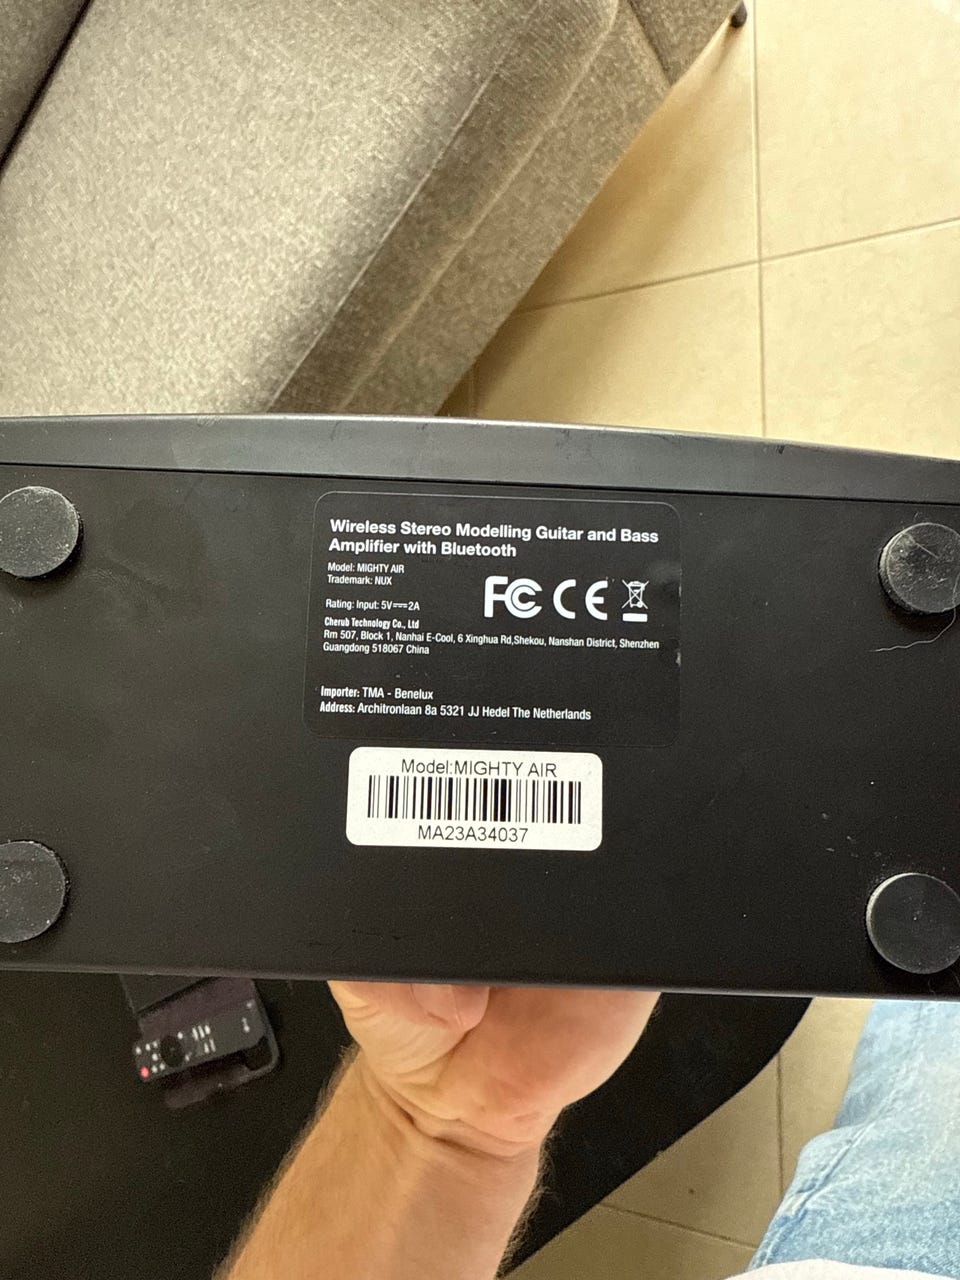 Wireless Stereo Modelling Guitar and Bass
Amplifier with Bluetooth
Model: MIGHTY AIR
Trademark: NUX
FC CE
Rating: Input: 5V⎓2A
Cherub Technology Co., Ltd
Rm 507, Block 1, Nanhai E-Cool, 6 Xinghua Rd,Shekou, Nanshan District, Shenzhen
Guangdong 518067 China
Importer: TMA - Benelux
Address: Architronlaan 8a 5321 JJ Hedel The Netherlands
Model:MIGHTY AIR
MA23A34037